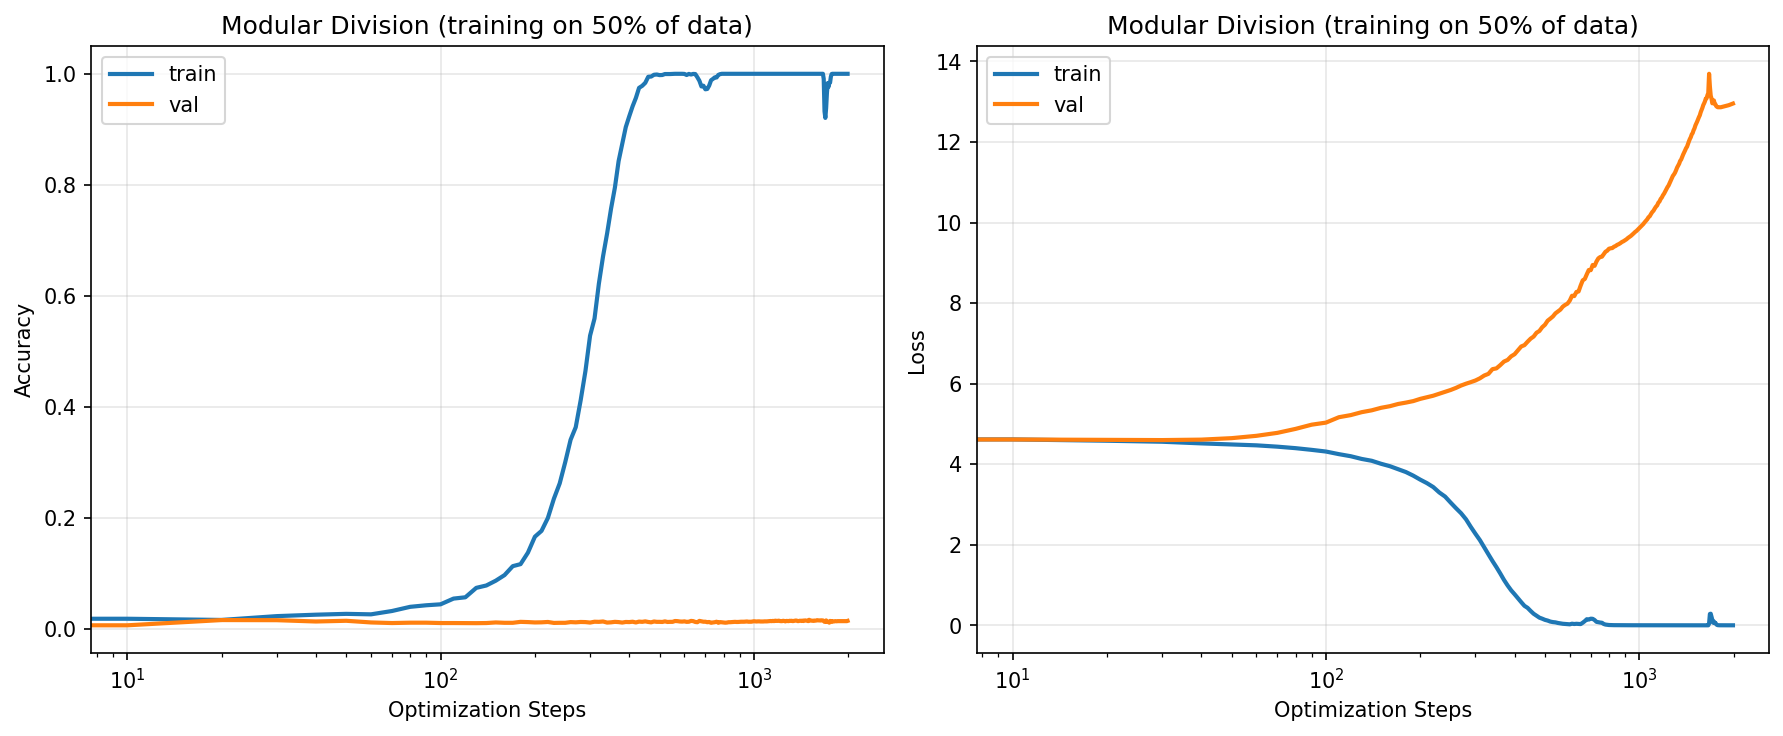 Modular Division (training on 50% of data)
train
val
1.0
0.8
0.6
0.4
0.2
0.0
Accuracy
10¹
10²
10³
Optimization Steps
Modular Division (training on 50% of data)
train
val
14
12
10
8
6
4
2
0
Loss
10¹
10²
10³
Optimization Steps